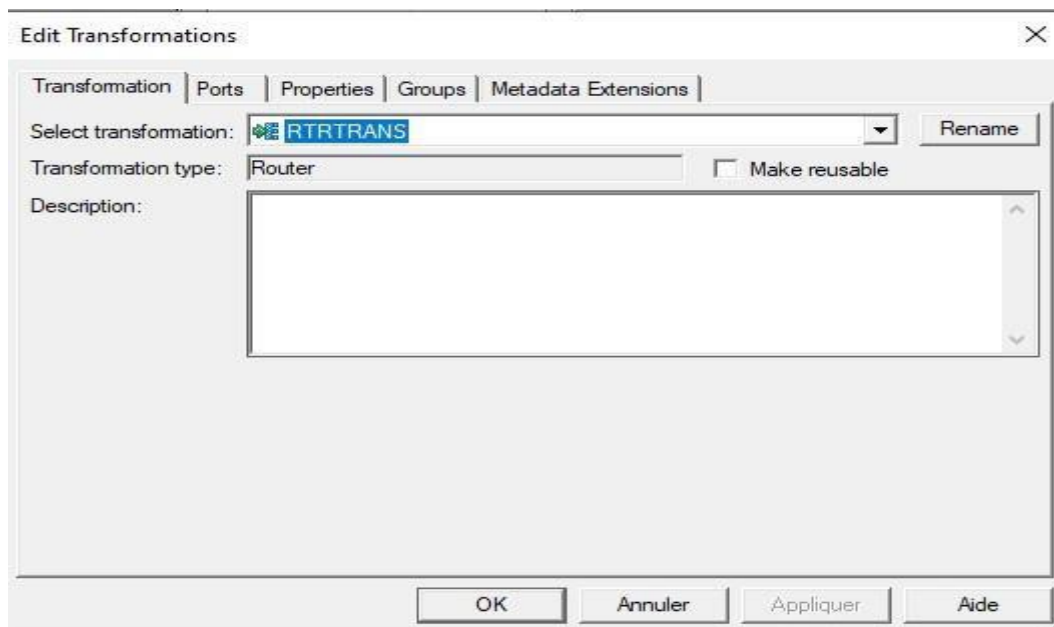 Edit Transformations
Transformation Ports Properties Groups Metadata Extensions
Select transformation: RTRTRANS Rename
Transformation type: Router Make reusable
Description:
OK Annuler Appliquer Aide